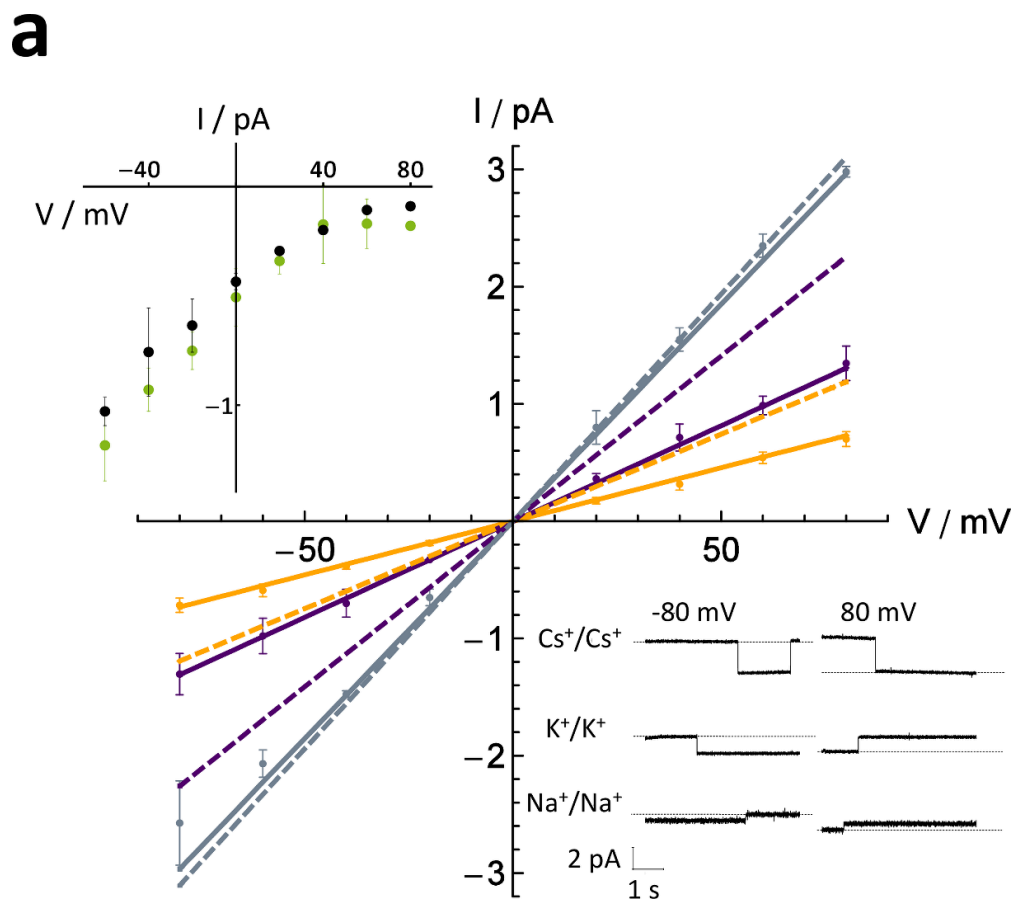 a
I / pA
−40
40
80
V / mV
−1
I / pA
3
2
1
−50
50
V / mV
−1
−2
−3
-80 mV
80 mV
Cs⁺/Cs⁺
K⁺/K⁺
Na⁺/Na⁺
2 pA
1 s